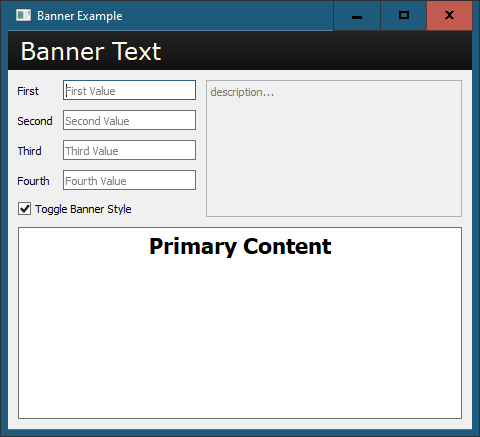 Banner Example
Banner Text
First First Value
Second Second Value
Third Third Value
Fourth Fourth Value
Toggle Banner Style
description...
Primary Content